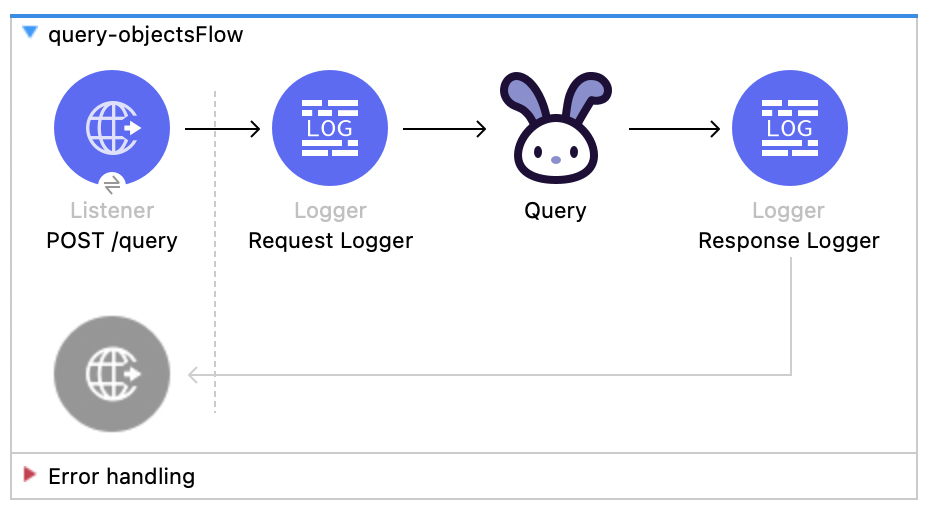 query-objectsFlow
LOG
LOG
Listener
Logger
Query
Logger
POST /query
Request Logger
Response Logger
Error handling